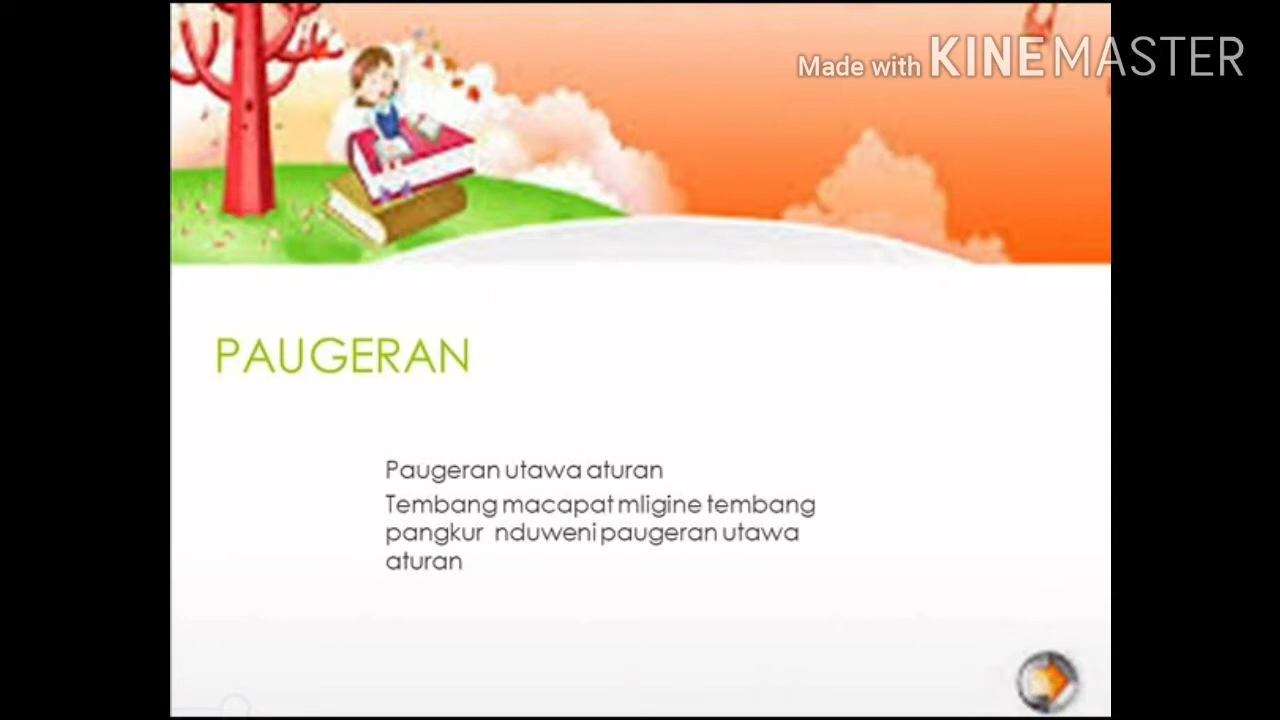 Made with KINEMASTER
PAUGERAN
Paugeran utawa aturan
Tembang macapat mligine tembang
pangkur nduweni paugeran utawa
aturan